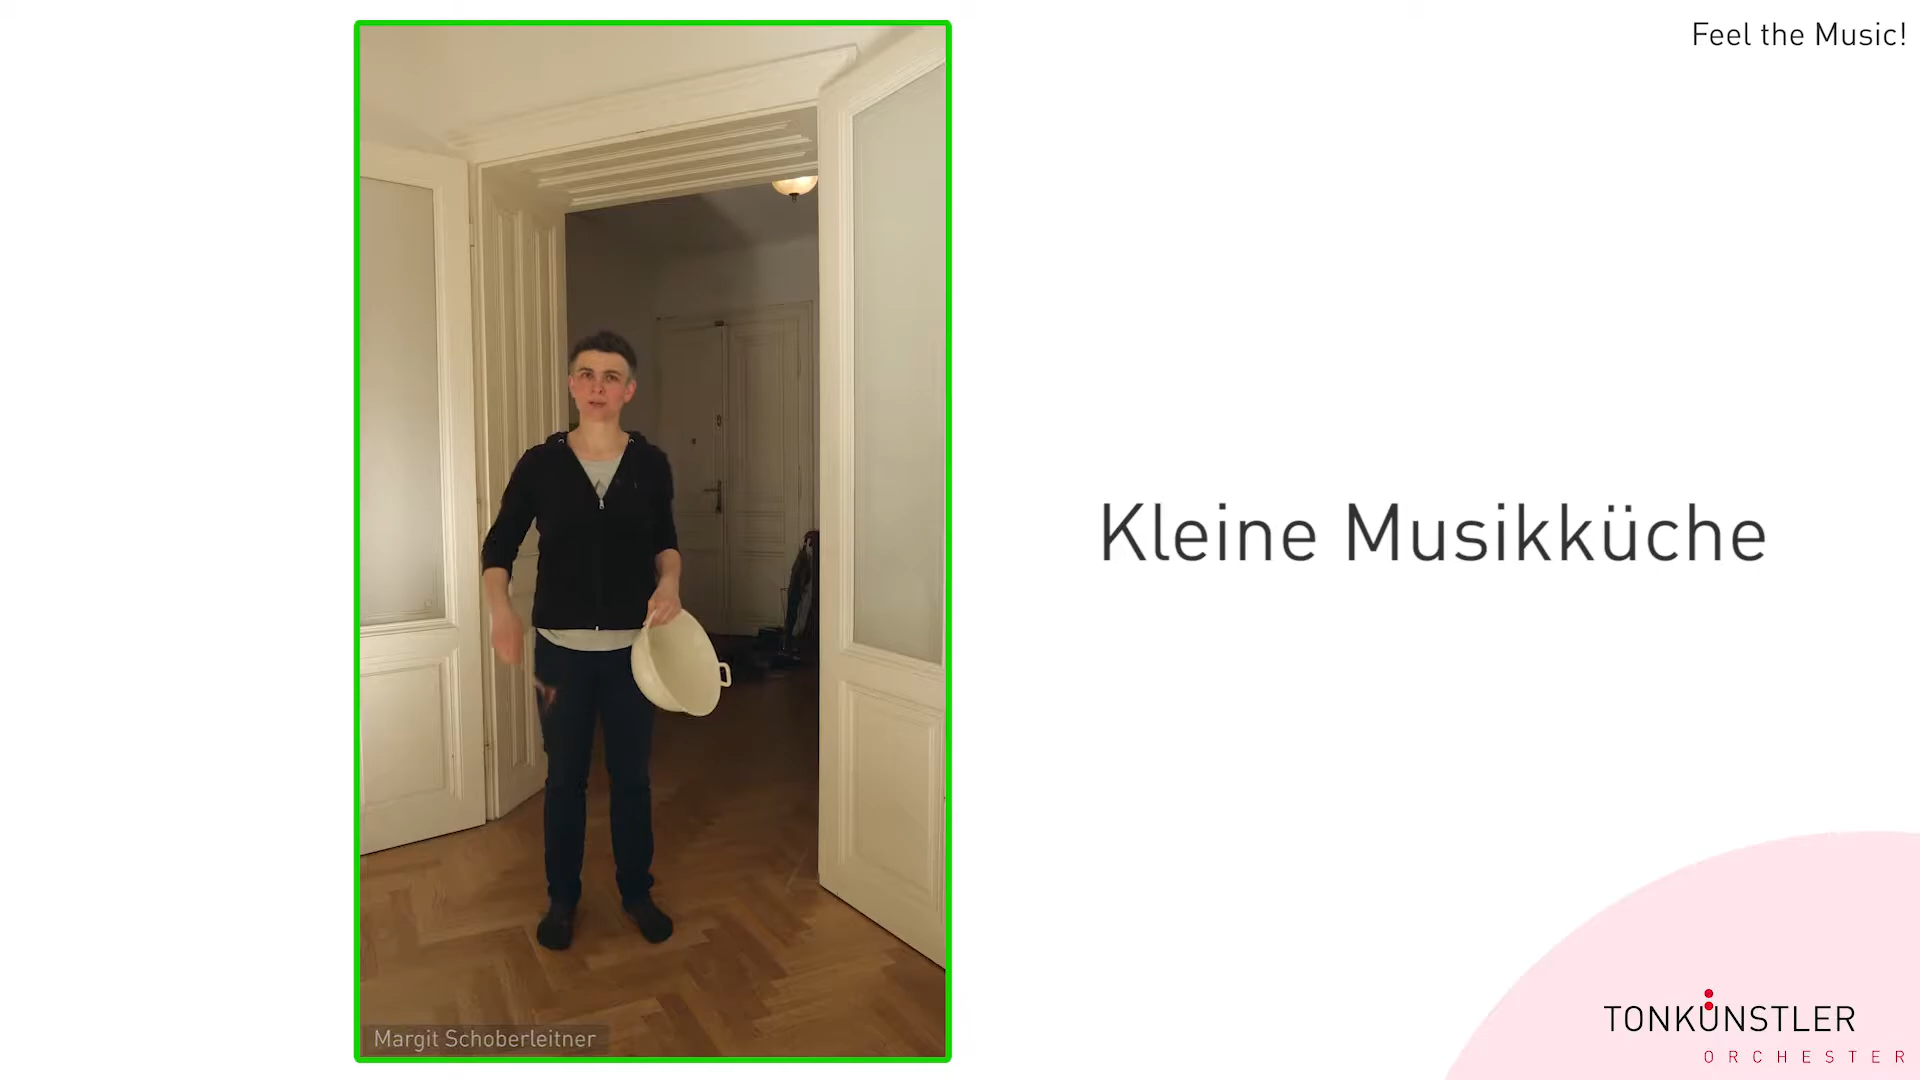 Feel the Music!
Kleine Musikküche
Margit Schoberleitner
TONKÜNSTLER
ORCHESTER